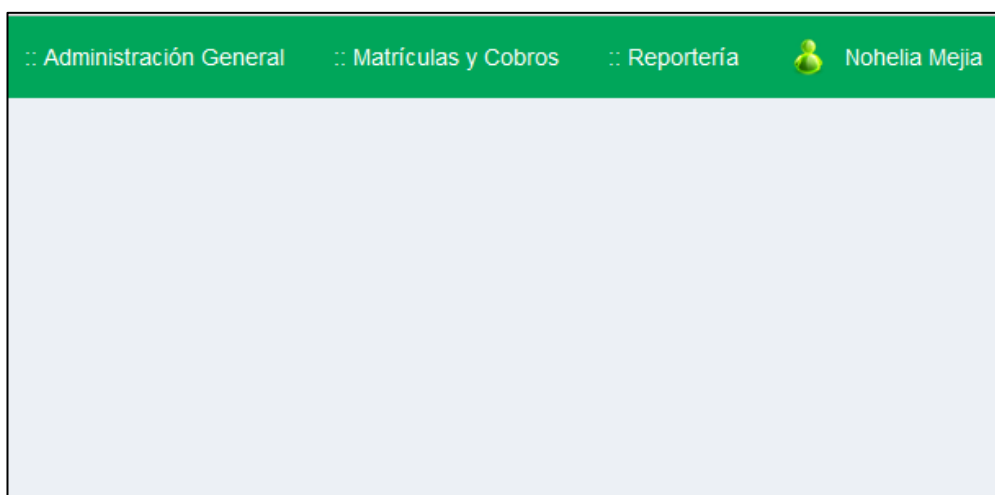 :: Administración General :: Matrículas y Cobros :: Reportería Nohelia Mejia